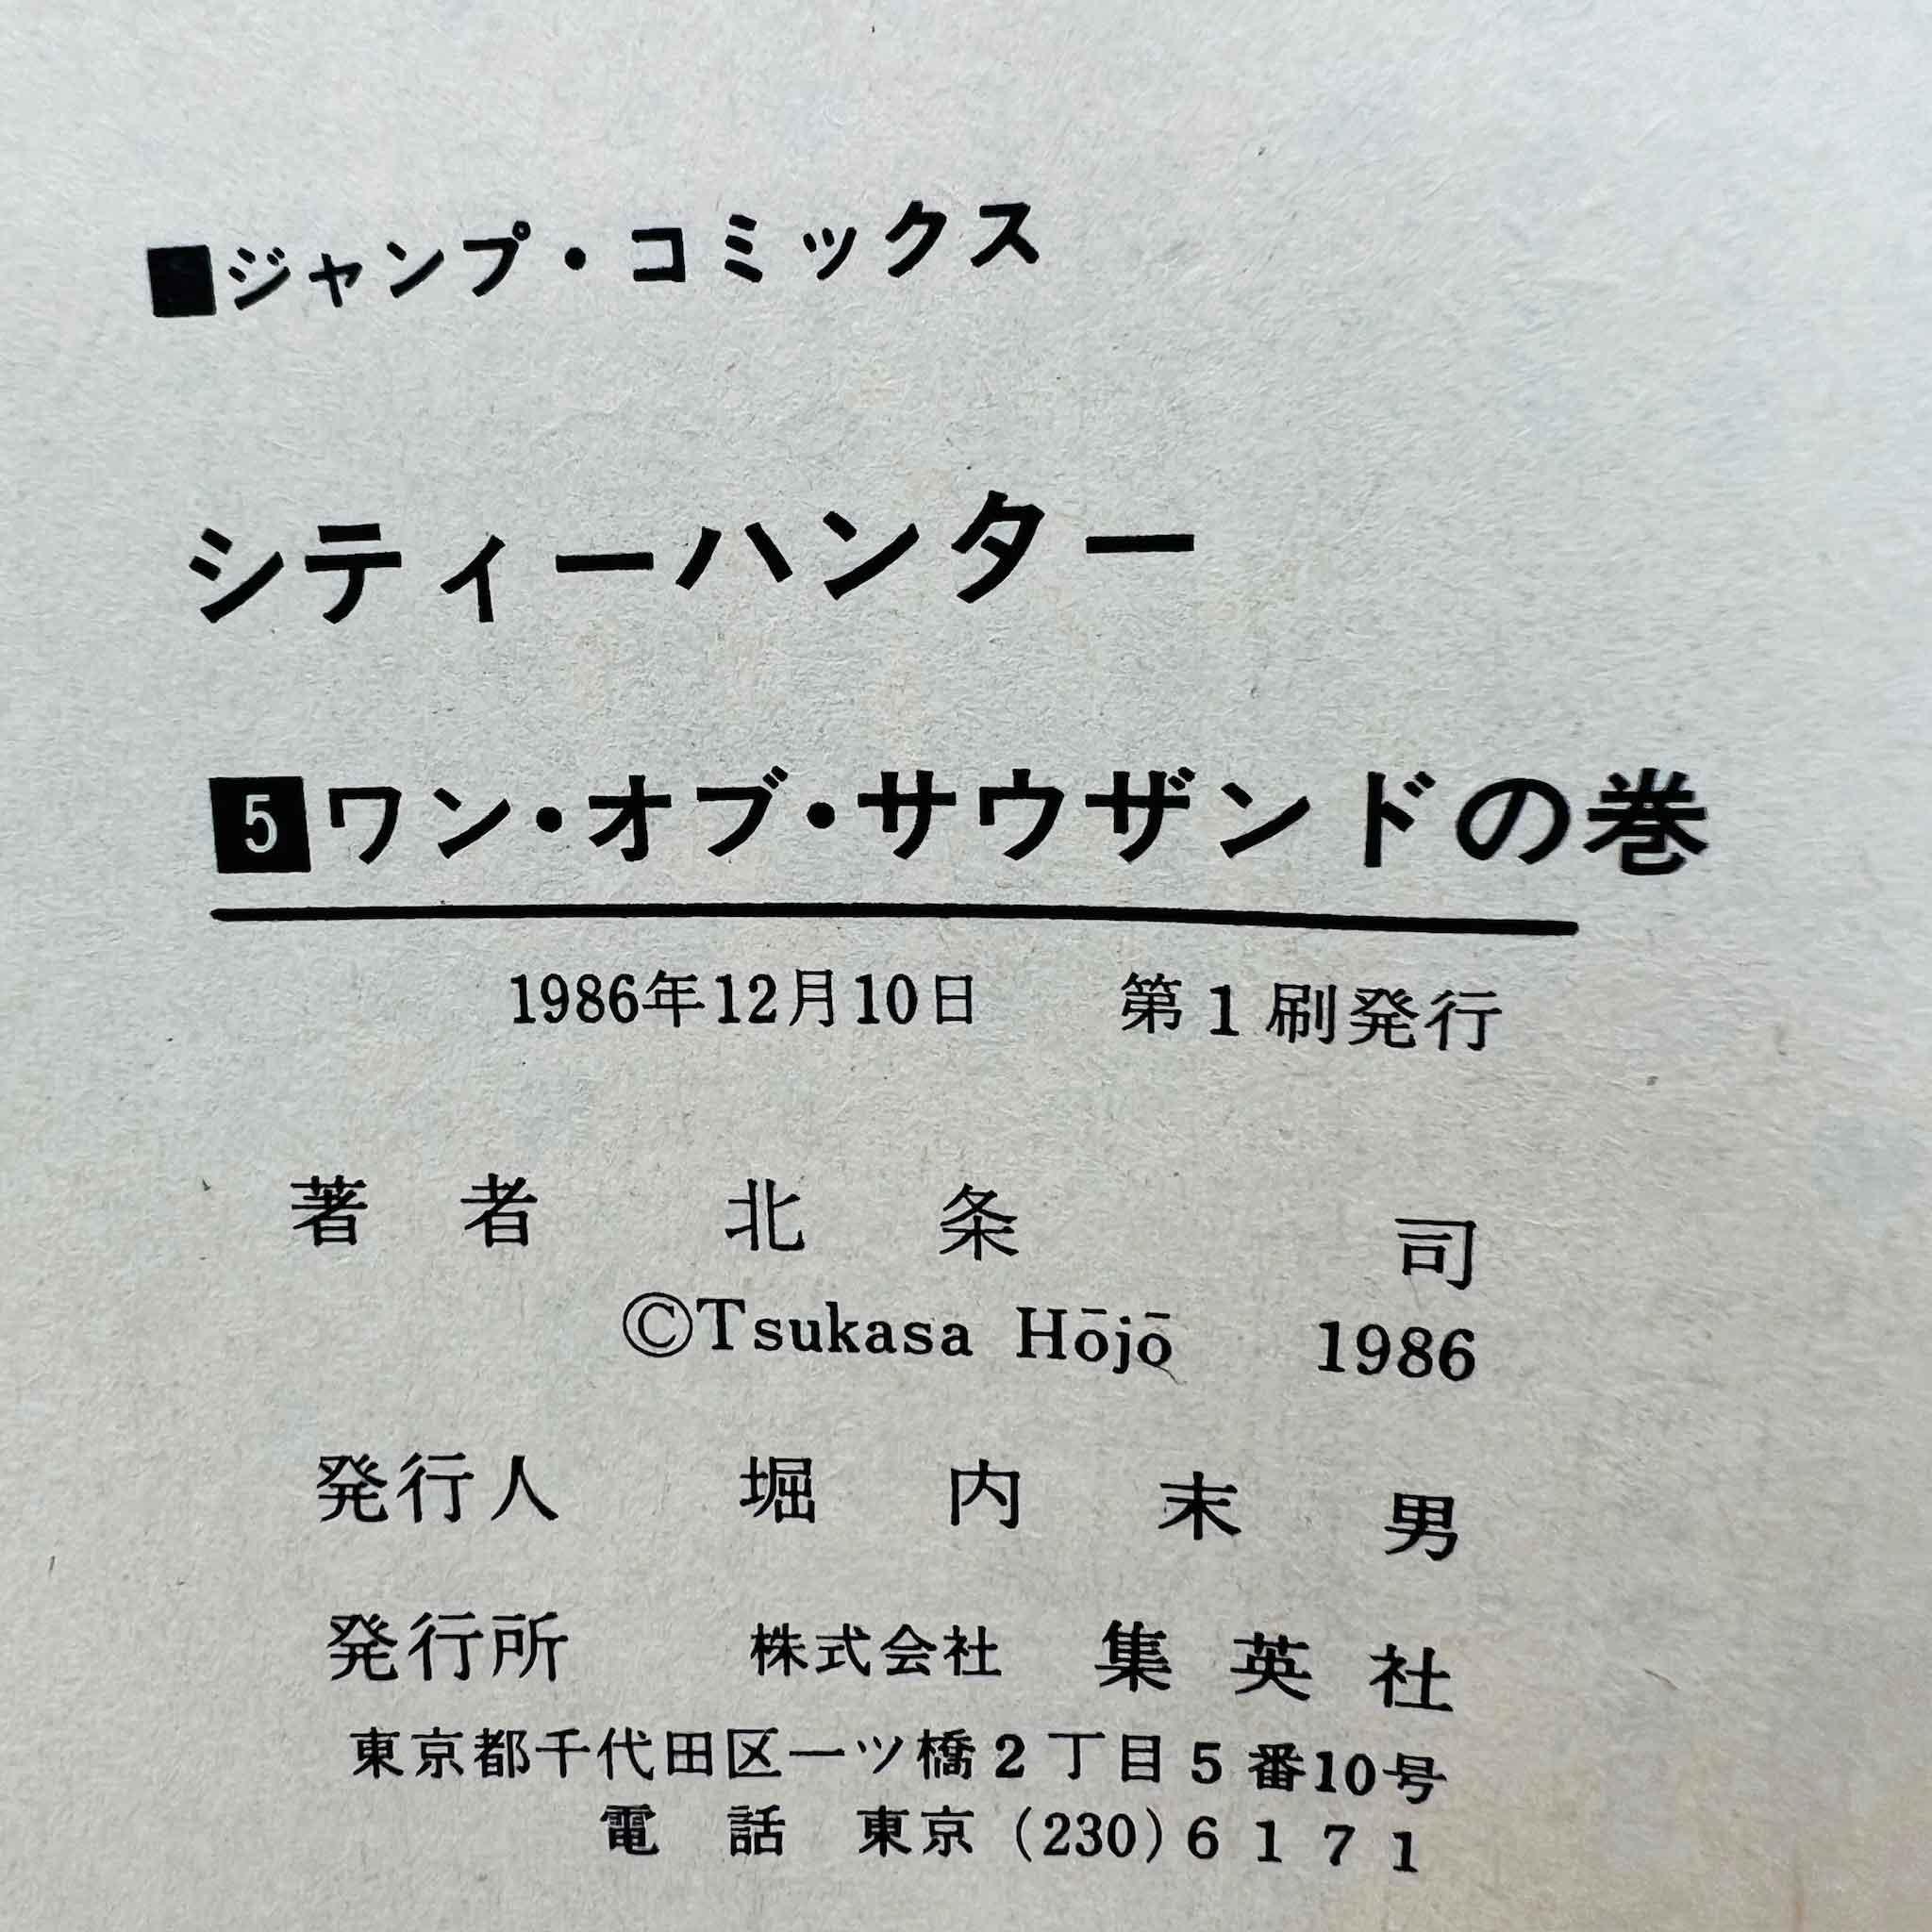 ■ジャンプ・コミックス
シティーハンター
5ワン・オブ・サウザンドの巻
1986年12月10日　第1刷発行
著者　北条　司
©Tsukasa Hōjō　1986
発行人　堀内末男
発行所　株式会社　集英社
東京都千代田区一ツ橋2丁目5番10号
電話　東京(230)6171